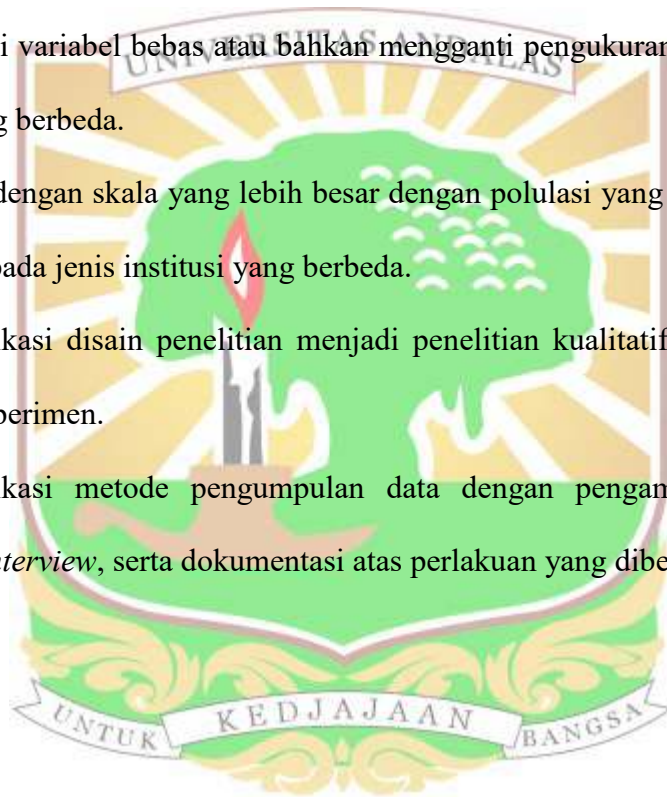 i variabel bebas atau bahkan mengganti pengukuran
UNIVERSITAS ANDALAS
g berbeda.
dengan skala yang lebih besar dengan polulasi yang
pada jenis institusi yang berbeda.
ikasi disain penelitian menjadi penelitian kualitatif
perimen.
ikasi metode pengumpulan data dengan pengam
nterview, serta dokumentasi atas perlakuan yang dibe
UNTUK KEDJAJAAN BANGSA